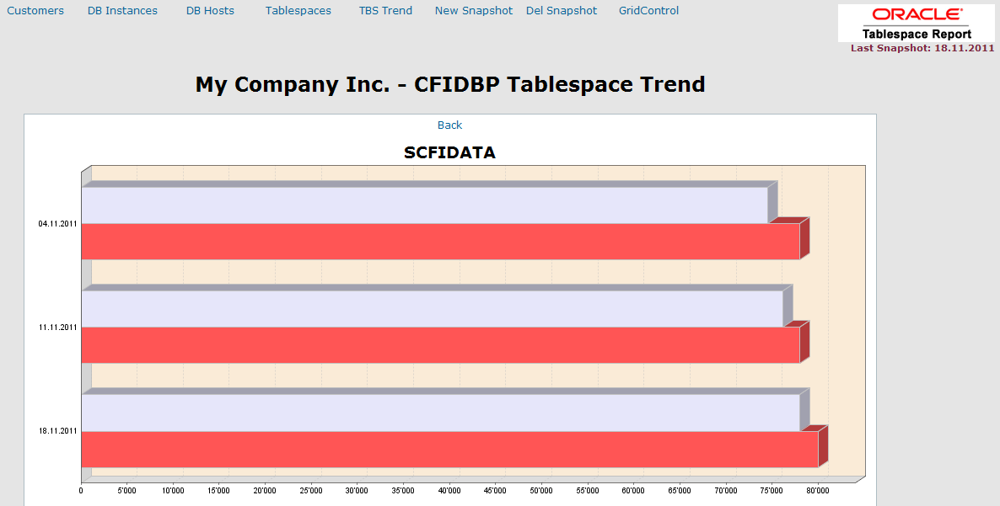 Customers DB Instances DB Hosts Tablespaces TBS Trend New Snapshot Del Snapshot GridControl
ORACLE®
Tablespace Report
Last Snapshot: 18.11.2011
My Company Inc. - CFIDBP Tablespace Trend
Back
SCFIDATA
04.11.2011
11.11.2011
18.11.2011
0 5'000 10'000 15'000 20'000 25'000 30'000 35'000 40'000 45'000 50'000 55'000 60'000 65'000 70'000 75'000 80'000